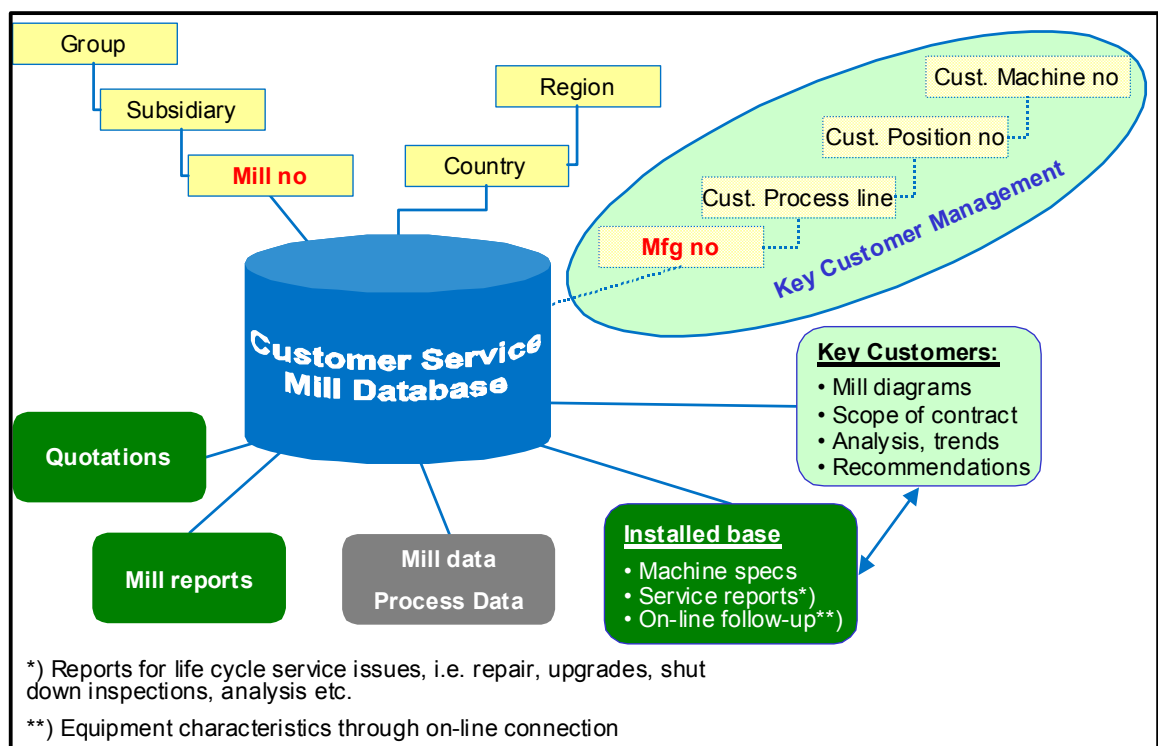 Group
Subsidiary
Mill no
Region
Country
Cust. Machine no
Cust. Position no
Cust. Process line
Mfg no
Key Customer Management
Customer Service
Mill Database
Key Customers:
• Mill diagrams
• Scope of contract
• Analysis, trends
• Recommendations
Quotations
Mill reports
Mill data
Process Data
Installed base
• Machine specs
• Service reports*)
• On-line follow-up**)
*) Reports for life cycle service issues, i.e. repair, upgrades, shut
down inspections, analysis etc.
**) Equipment characteristics through on-line connection